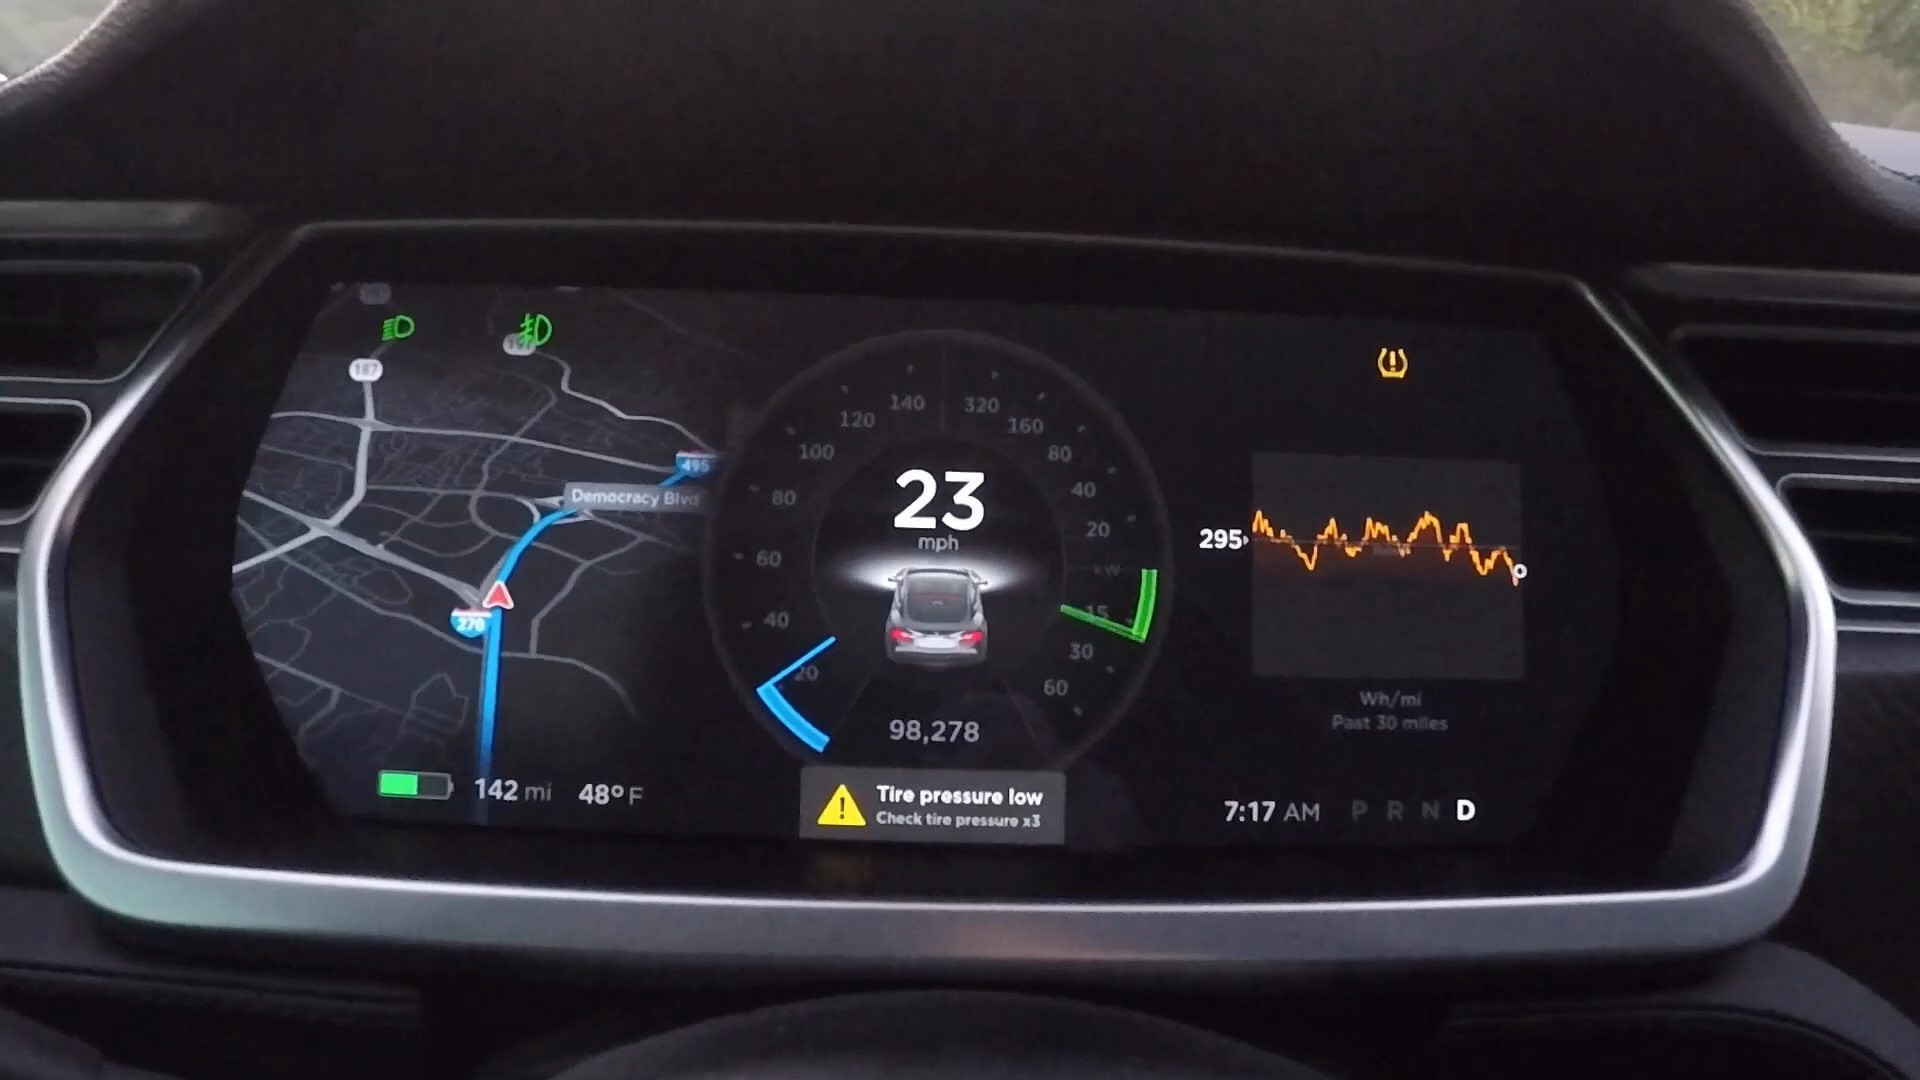 187
191
495
Democracy Blvd
270
142 mi
48° F
140
320
120
160
100
80
80
40
20
60
kW
40
15
30
20
60
23
mph
98,278
Tire pressure low
Check tire pressure x3
295
Wh/mi
Past 30 miles
7:17 AM
P R N D